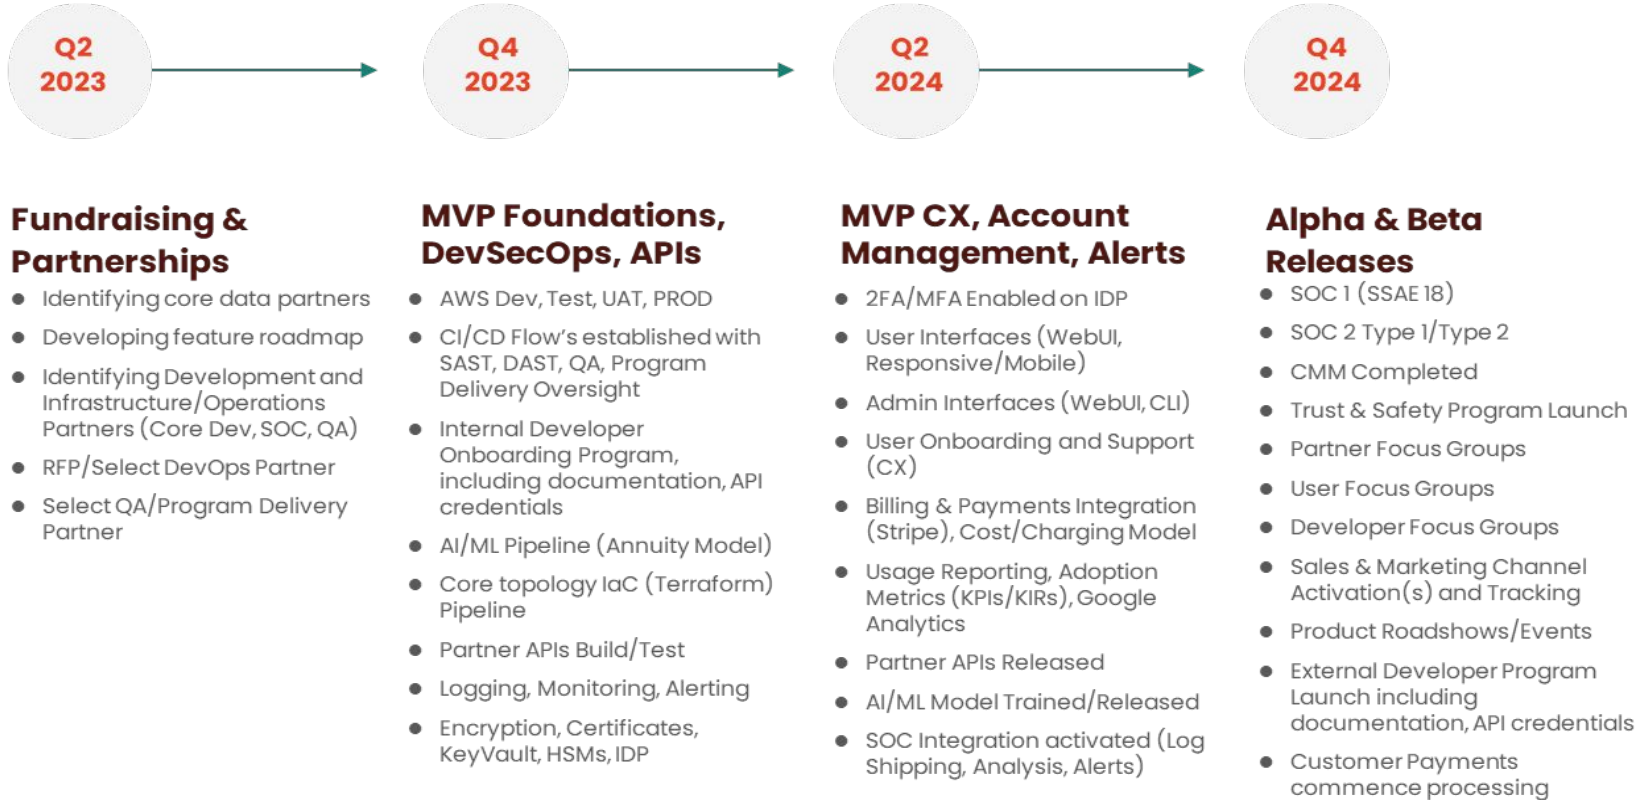 Q2
2023
Q4
2023
Q2
2024
Q4
2024
Fundraising &
Partnerships
● Identifying core data partners
● Developing feature roadmap
● Identifying Development and
Infrastructure/Operations
Partners (Core Dev, SOC, QA)
● RFP/Select DevOps Partner
● Select QA/Program Delivery
Partner
MVP Foundations,
DevSecOps, APIs
● AWS Dev, Test, UAT, PROD
● CI/CD Flow's established with
SAST, DAST, QA, Program
Delivery Oversight
● Internal Developer
Onboarding Program,
including documentation, API
credentials
● AI/ML Pipeline (Annuity Model)
● Core topology IaC (Terraform)
Pipeline
● Partner APIs Build/Test
● Logging, Monitoring, Alerting
● Encryption, Certificates,
KeyVault, HSMs, IDP
MVP CX, Account
Management, Alerts
● 2FA/MFA Enabled on IDP
● User Interfaces (WebUI,
Responsive/Mobile)
● Admin Interfaces (WebUI, CLI)
● User Onboarding and Support
(CX)
● Billing & Payments Integration
(Stripe), Cost/Charging Model
● Usage Reporting, Adoption
Metrics (KPIs/KIRs), Google
Analytics
● Partner APIs Released
● AI/ML Model Trained/Released
● SOC Integration activated (Log
Shipping, Analysis, Alerts)
Alpha & Beta
Releases
● SOC 1 (SSAE 18)
● SOC 2 Type 1/Type 2
● CMM Completed
● Trust & Safety Program Launch
● Partner Focus Groups
● User Focus Groups
● Developer Focus Groups
● Sales & Marketing Channel
Activation(s) and Tracking
● Product Roadshows/Events
● External Developer Program
Launch including
documentation, API credentials
● Customer Payments
commence processing